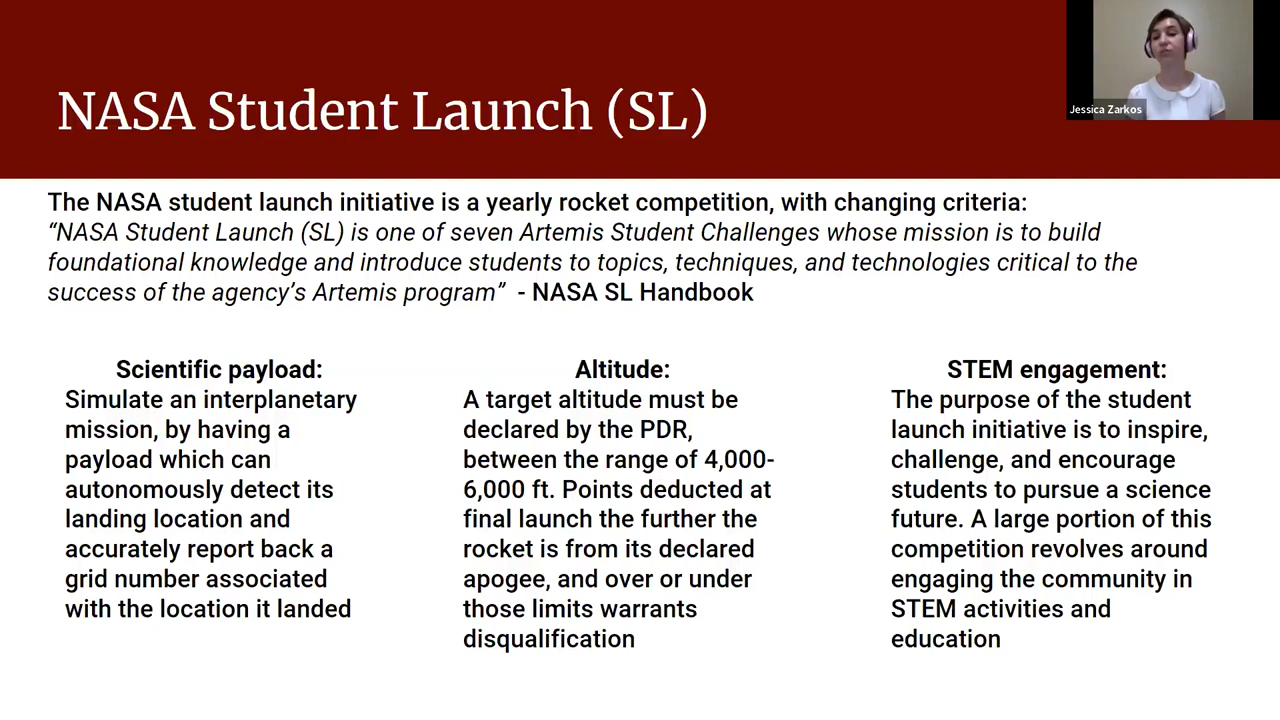 NASA Student Launch (SL)
Jessica Zarkos
The NASA student launch initiative is a yearly rocket competition, with changing criteria:
“NASA Student Launch (SL) is one of seven Artemis Student Challenges whose mission is to build
foundational knowledge and introduce students to topics, techniques, and technologies critical to the
success of the agency’s Artemis program” - NASA SL Handbook
Scientific payload:
Simulate an interplanetary
mission, by having a
payload which can
autonomously detect its
landing location and
accurately report back a
grid number associated
with the location it landed
Altitude:
A target altitude must be
declared by the PDR,
between the range of 4,000-
6,000 ft. Points deducted at
final launch the further the
rocket is from its declared
apogee, and over or under
those limits warrants
disqualification
STEM engagement:
The purpose of the student
launch initiative is to inspire,
challenge, and encourage
students to pursue a science
future. A large portion of this
competition revolves around
engaging the community in
STEM activities and
education